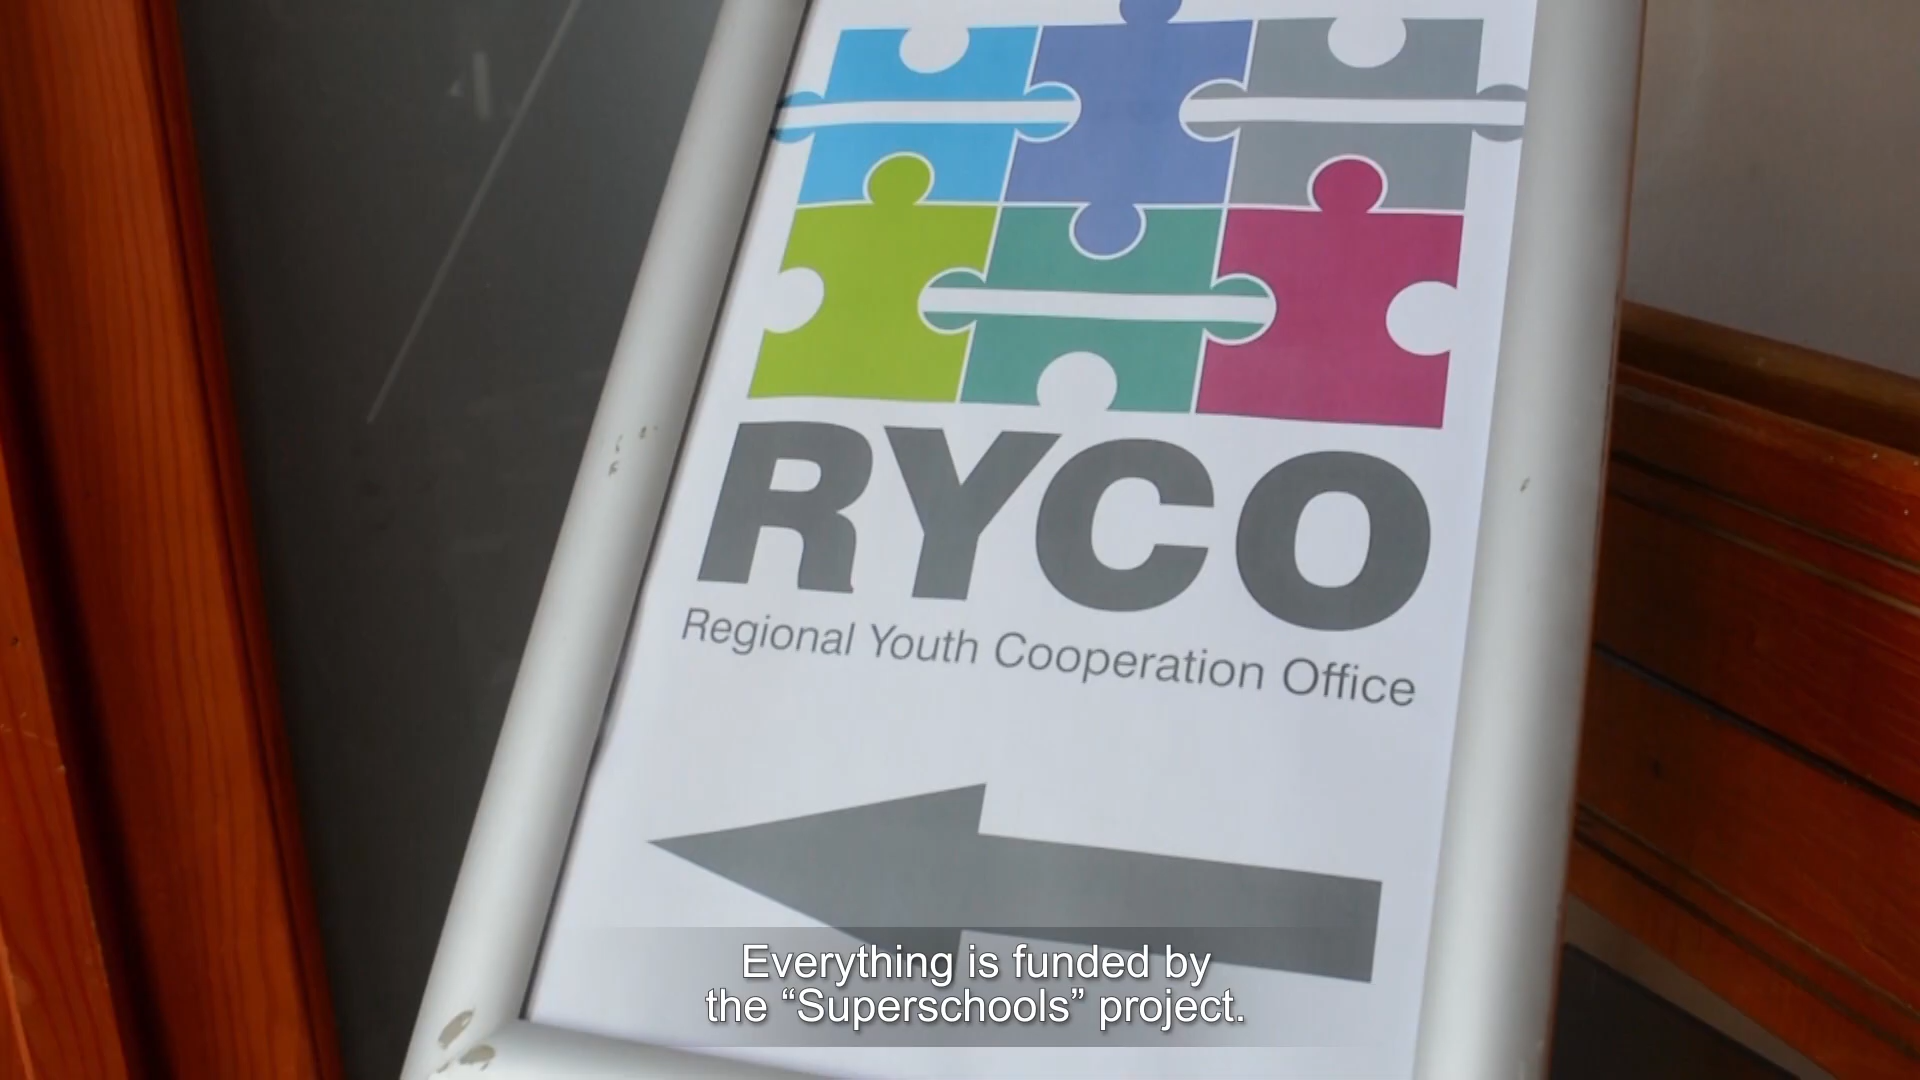 RYCO
Regional Youth Cooperation Office
Everything is funded by
the “Superschools” project.